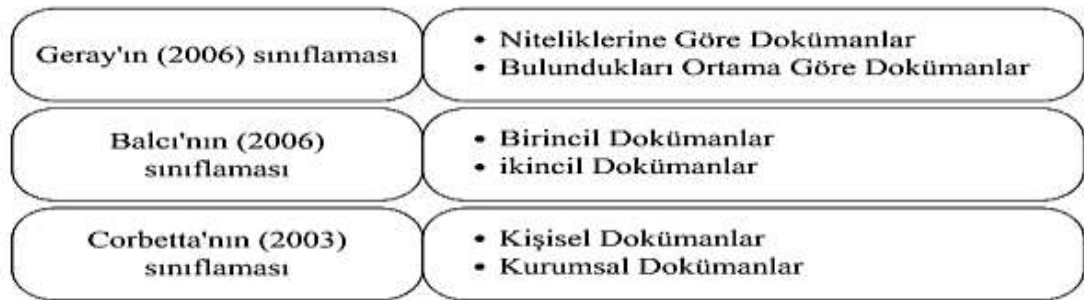 Geray'ın (2006) sınıflaması
• Niteliklerine Göre Dokümanlar
• Bulundukları Ortama Göre Dokümanlar
Balcı'nın (2006)
sınıflaması
• Birincil Dokümanlar
• ikincil Dokümanlar
Corbetta'nın (2003)
sınıflaması
• Kişisel Dokümanlar
• Kurumsal Dokümanlar